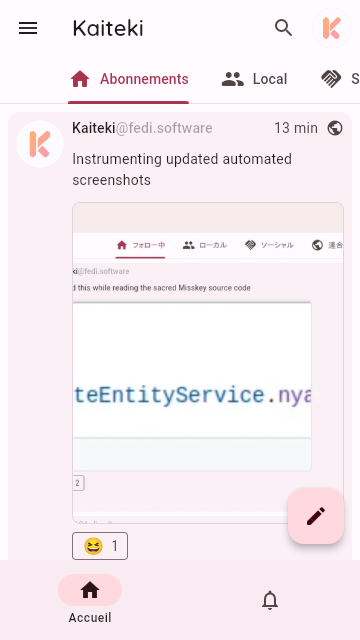 Kaiteki
Abonnements
Local
S
Kaiteki@fedi.software
13 min
Instrumenting updated automated
screenshots
フォロー中
ローカル
ソーシャル
連合
ki@fedi.software
d this while reading the sacred Misskey source code
teEntityService.nya
2
1
Accueil